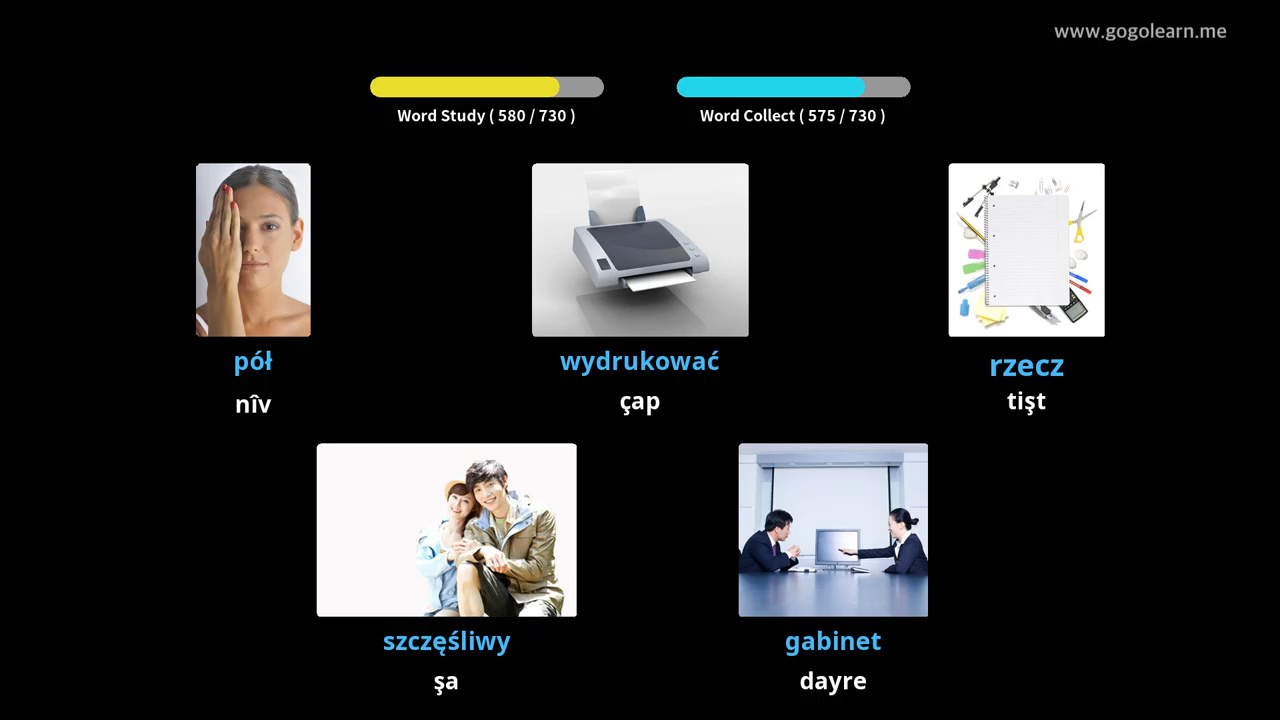 www.gogolearn.me
Word Study ( 580 / 730 )
Word Collect ( 575 / 730 )
pół
wydrukować
rzecz
nîv
çap
tişt
szczęśliwy
gabinet
şa
dayre